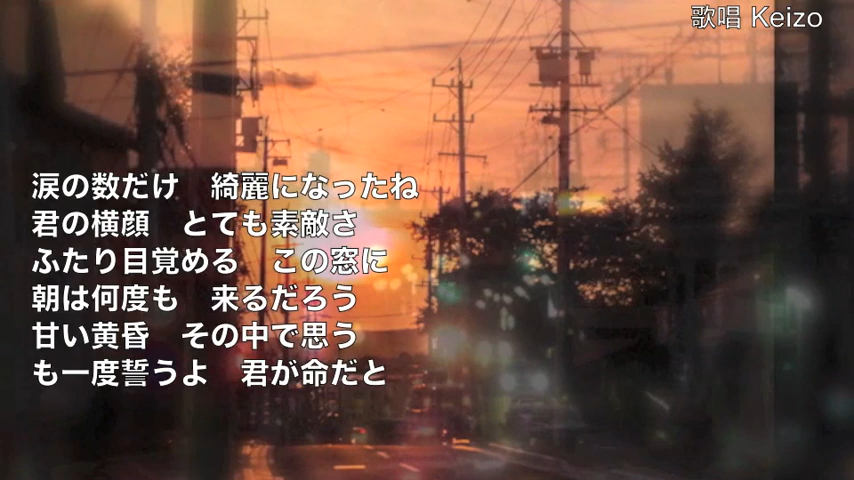 歌唱 Keizo
涙の数だけ　綺麗になったね
君の横顔　とても素敵さ
ふたり目覚める　この窓に
朝は何度も　来るだろう
甘い黄昏　その中で思う
も一度誓うよ　君が命だと